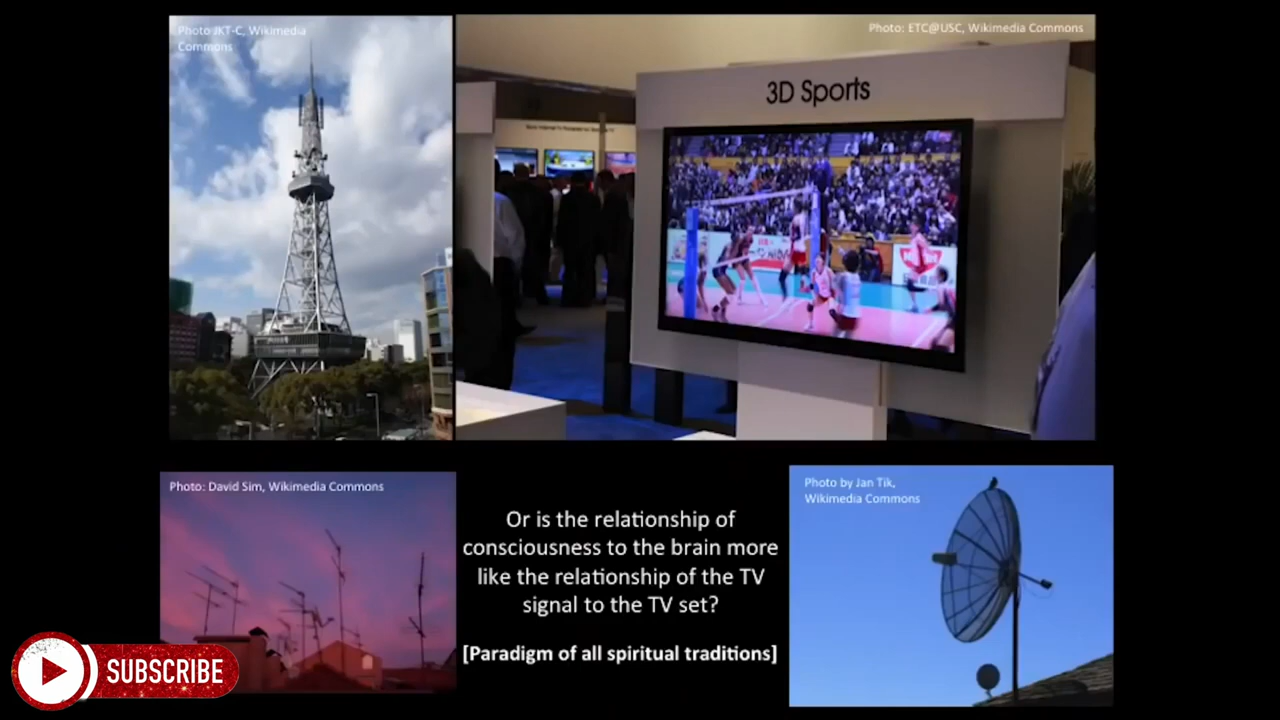 Photo JKT-C, Wikimedia
Commons
Photo: ETC@USC, Wikimedia Commons
3D Sports
Photo: David Sim, Wikimedia Commons
Or is the relationship of
consciousness to the brain more
like the relationship of the TV
signal to the TV set?
[Paradigm of all spiritual traditions]
Photo by Jan Tik,
Wikimedia Commons
SUBSCRIBE